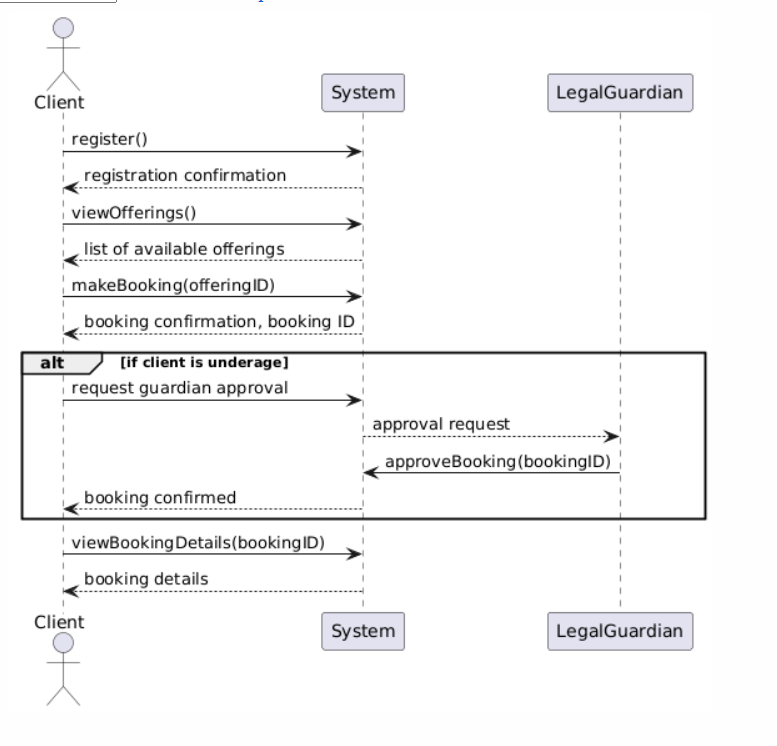 Client
System
LegalGuardian
register()
registration confirmation
viewOfferings()
list of available offerings
makeBooking(offeringID)
booking confirmation, booking ID
alt [if client is underage]
request guardian approval
approval request
approveBooking(bookingID)
booking confirmed
viewBookingDetails(bookingID)
booking details
Client
System
LegalGuardian